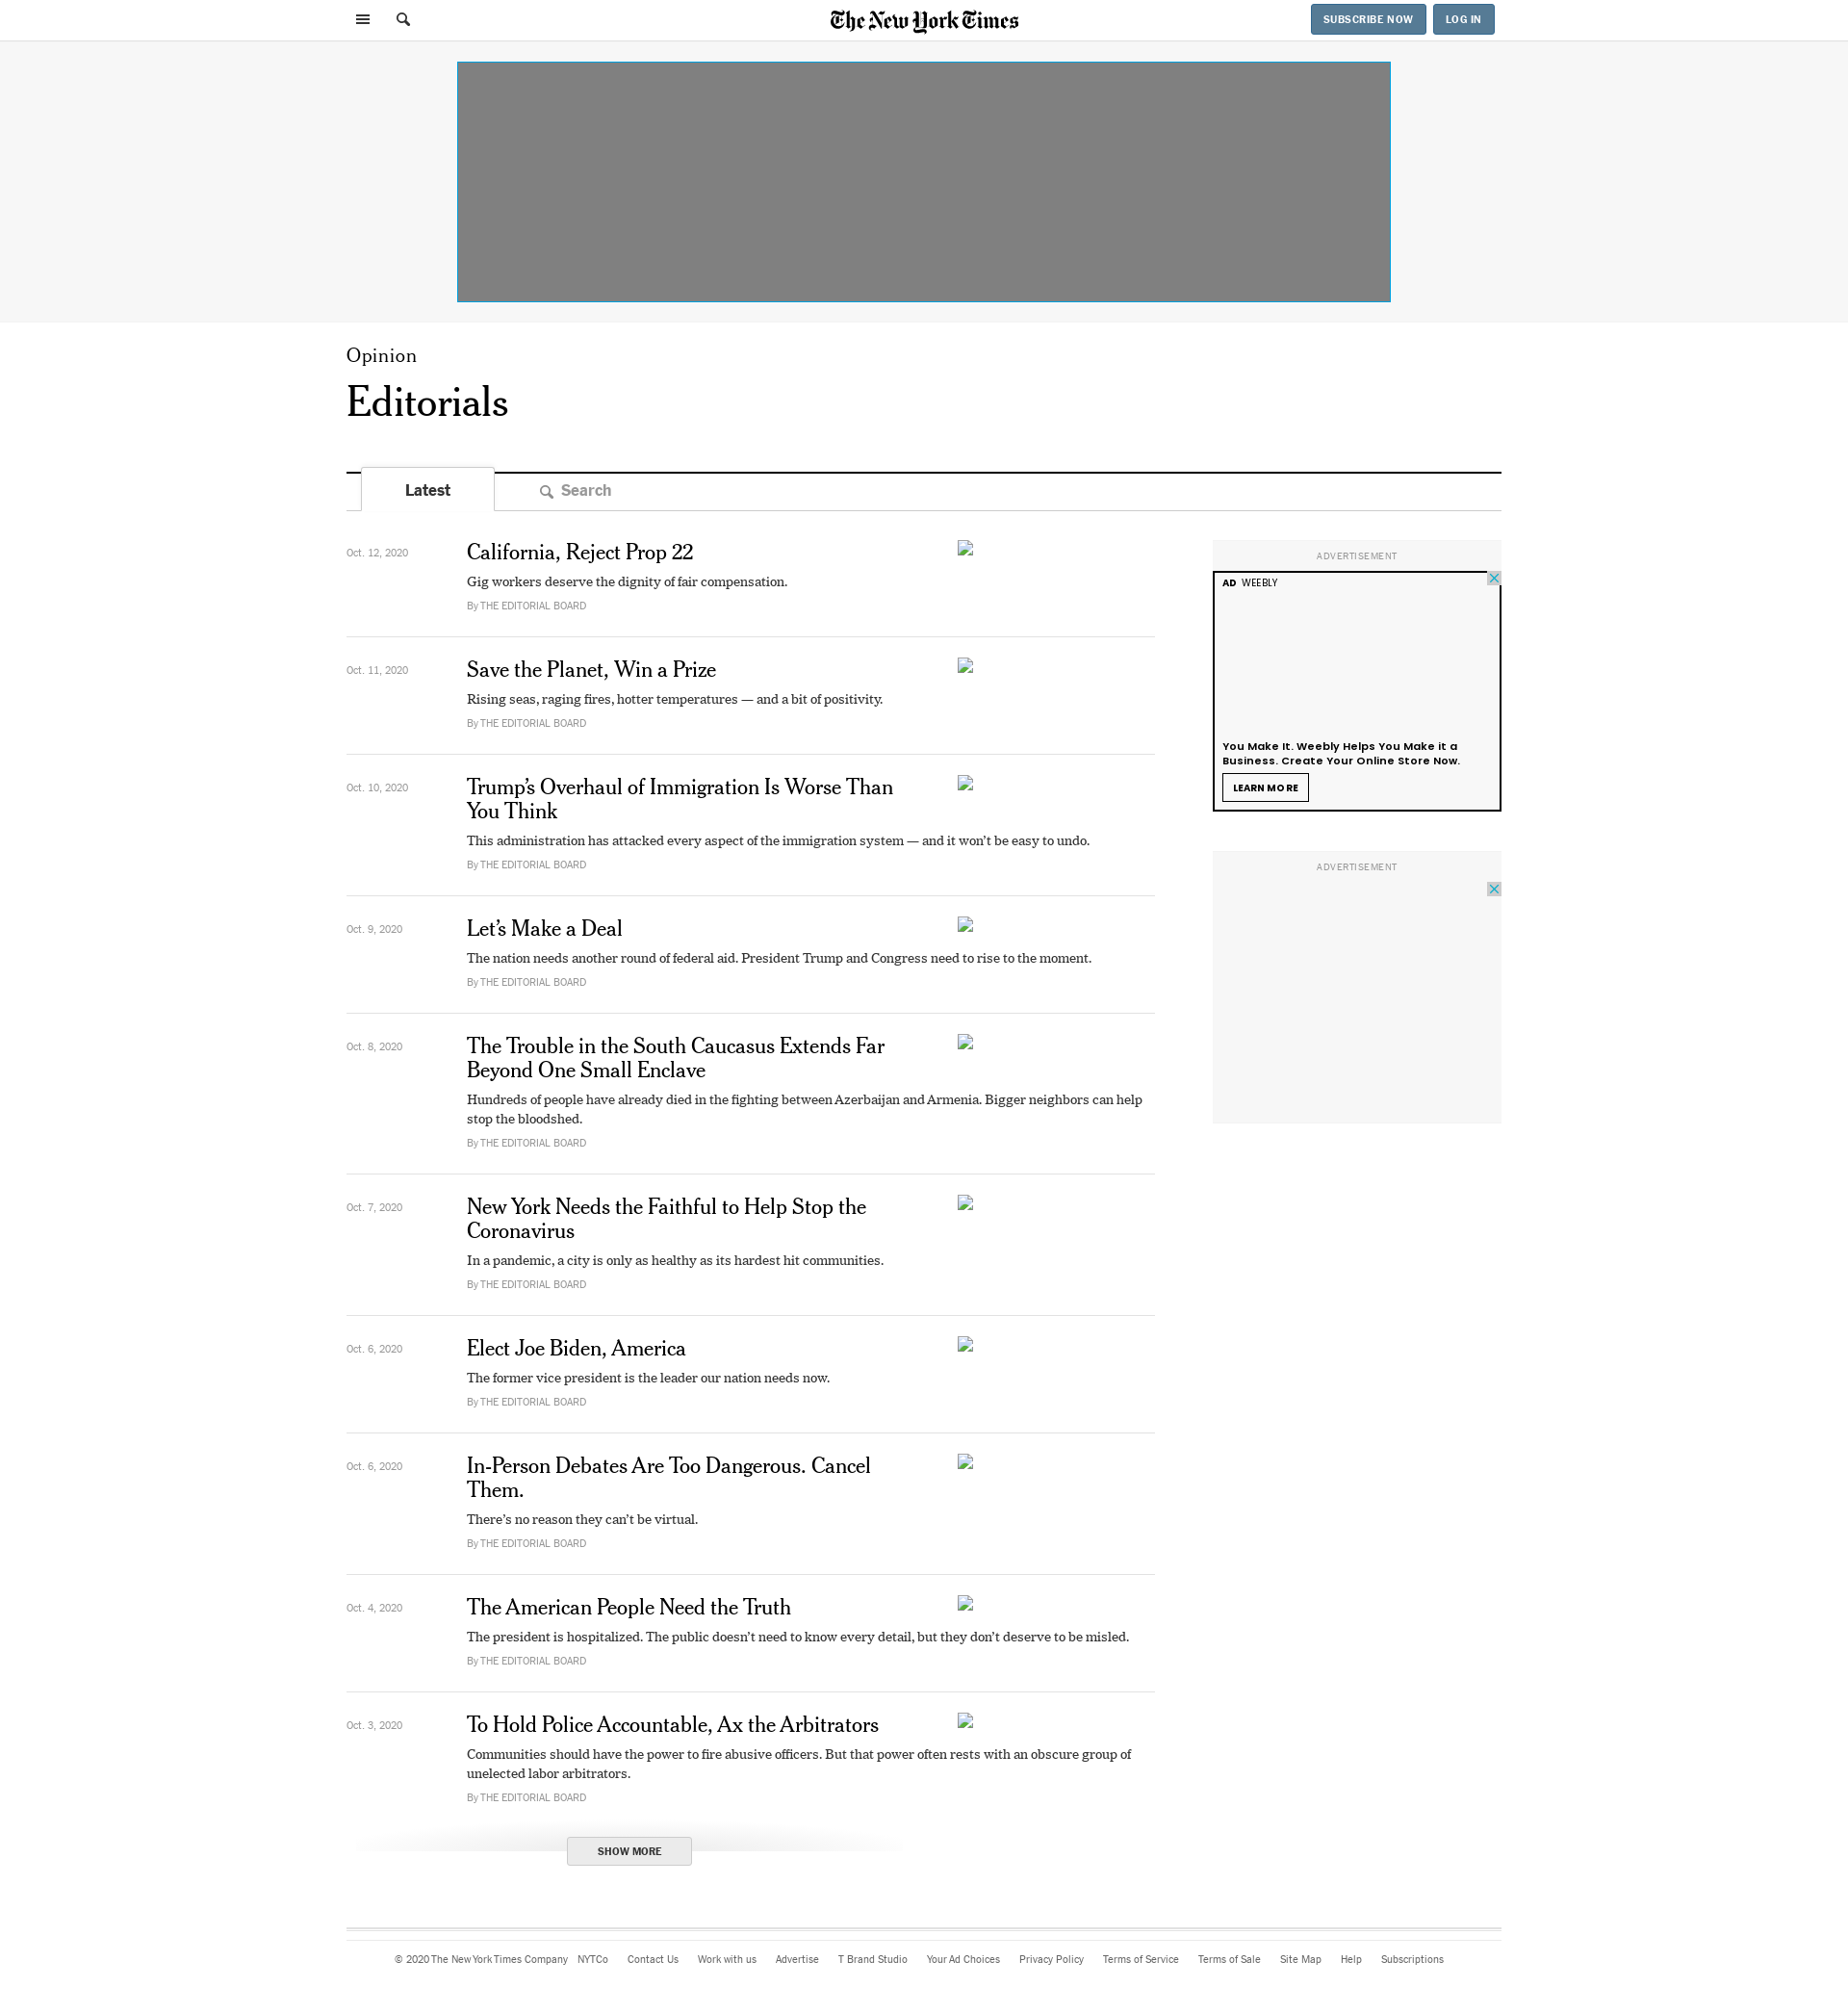 The New York Times
SUBSCRIBE NOW
LOG IN
Opinion
Editorials
Latest
Search
Oct. 12, 2020
California, Reject Prop 22
Gig workers deserve the dignity of fair compensation.
By THE EDITORIAL BOARD
Oct. 11, 2020
Save the Planet, Win a Prize
Rising seas, raging fires, hotter temperatures — and a bit of positivity.
By THE EDITORIAL BOARD
Oct. 10, 2020
Trump’s Overhaul of Immigration Is Worse Than
You Think
This administration has attacked every aspect of the immigration system — and it won’t be easy to undo.
By THE EDITORIAL BOARD
Oct. 9, 2020
Let’s Make a Deal
The nation needs another round of federal aid. President Trump and Congress need to rise to the moment.
By THE EDITORIAL BOARD
Oct. 8, 2020
The Trouble in the South Caucasus Extends Far
Beyond One Small Enclave
Hundreds of people have already died in the fighting between Azerbaijan and Armenia. Bigger neighbors can help
stop the bloodshed.
By THE EDITORIAL BOARD
Oct. 7, 2020
New York Needs the Faithful to Help Stop the
Coronavirus
In a pandemic, a city is only as healthy as its hardest hit communities.
By THE EDITORIAL BOARD
Oct. 6, 2020
Elect Joe Biden, America
The former vice president is the leader our nation needs now.
By THE EDITORIAL BOARD
Oct. 6, 2020
In-Person Debates Are Too Dangerous. Cancel
Them.
There’s no reason they can’t be virtual.
By THE EDITORIAL BOARD
Oct. 4, 2020
The American People Need the Truth
The president is hospitalized. The public doesn’t need to know every detail, but they don’t deserve to be misled.
By THE EDITORIAL BOARD
Oct. 3, 2020
To Hold Police Accountable, Ax the Arbitrators
Communities should have the power to fire abusive officers. But that power often rests with an obscure group of
unelected labor arbitrators.
By THE EDITORIAL BOARD
SHOW MORE
ADVERTISEMENT
AD WEEBLY
You Make It. Weebly Helps You Make it a
Business. Create Your Online Store Now.
LEARN MORE
ADVERTISEMENT
© 2020 The New York Times Company NYTCo Contact Us Work with us Advertise T Brand Studio Your Ad Choices Privacy Policy Terms of Service Terms of Sale Site Map Help Subscriptions